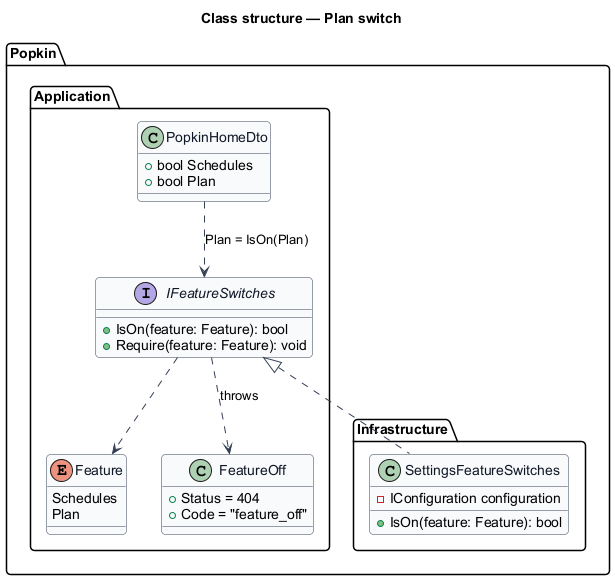 Class structure — Plan switch
Popkin
Application
C PopkinHomeDto
bool Schedules
bool Plan
Plan = IsOn(Plan)
I IFeatureSwitches
IsOn(feature: Feature): bool
Require(feature: Feature): void
throws
Infrastructure
E Feature
Schedules
Plan
C FeatureOff
Status = 404
Code = "feature_off"
C SettingsFeatureSwitches
IConfiguration configuration
IsOn(feature: Feature): bool